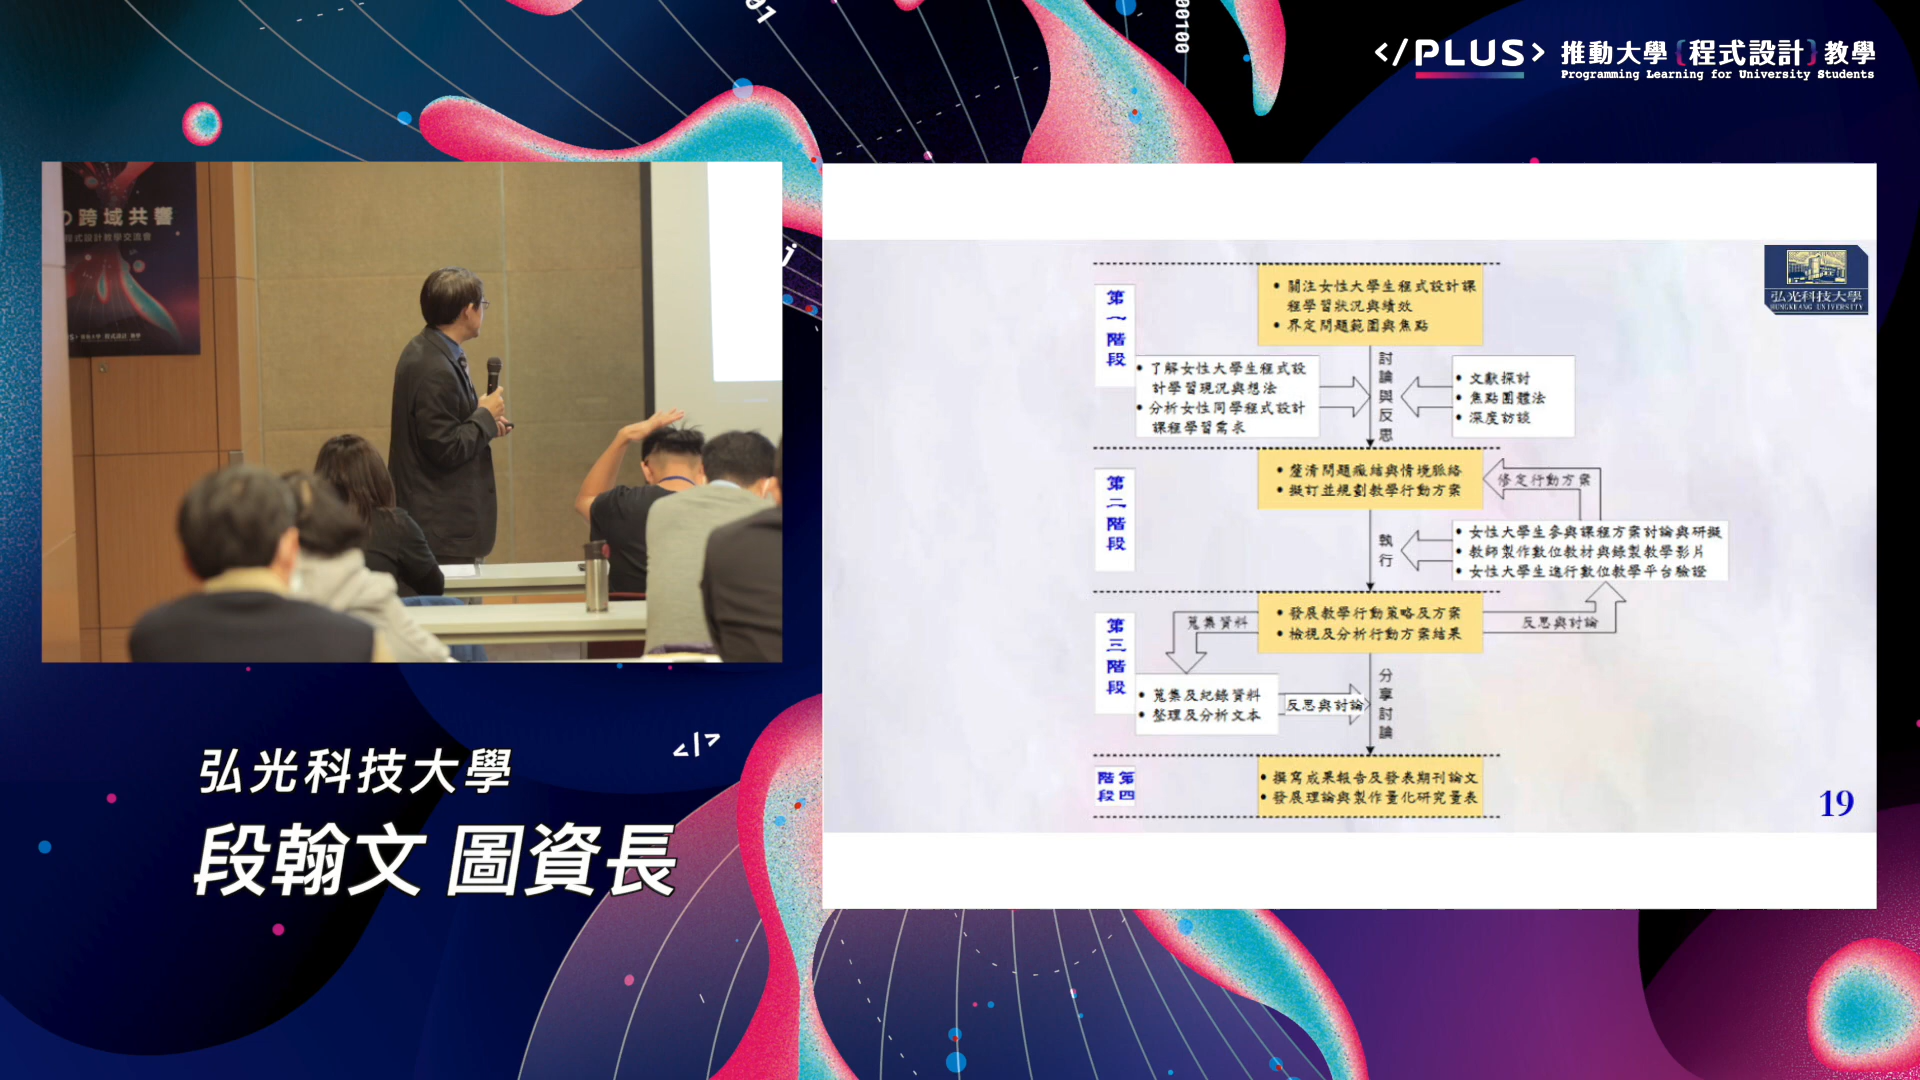 01
00100
</PLUS> 推動大學{程式設計}教學
Programming Learning for University Students
跨域共響
程式設計教學交流會
j
弘光科技大學
HUNGKUANG UNIVERSITY
第一階段
• 關注女性大學生程式設計課
程學習狀況與績效
• 界定問題範圍與焦點
• 了解女性大學生程式設
計學習現況與想法
• 分析女性同學程式設計
課程學習需求
討論與反思
• 文獻探討
• 焦點團體法
• 深度訪談
第二階段
• 釐清問題癥結與情境脈絡
• 擬訂並規劃教學行動方案
修定行動方案
執行
• 女性大學生參與課程方案討論與研擬
• 教師製作數位教材與錄製教學影片
• 女性大學生進行數位教學平台驗證
第三階段
蒐集資料
• 發展教學行動策略及方案
• 檢視及分析行動方案結果
反思與討論
• 蒐集及紀錄資料
• 整理及分析文本
反思與討論
分享討論
第四階段
• 撰寫成果報告及發表期刊論文
• 發展理論與製作量化研究量表
19
</>
弘光科技大學
段翰文 圖資長